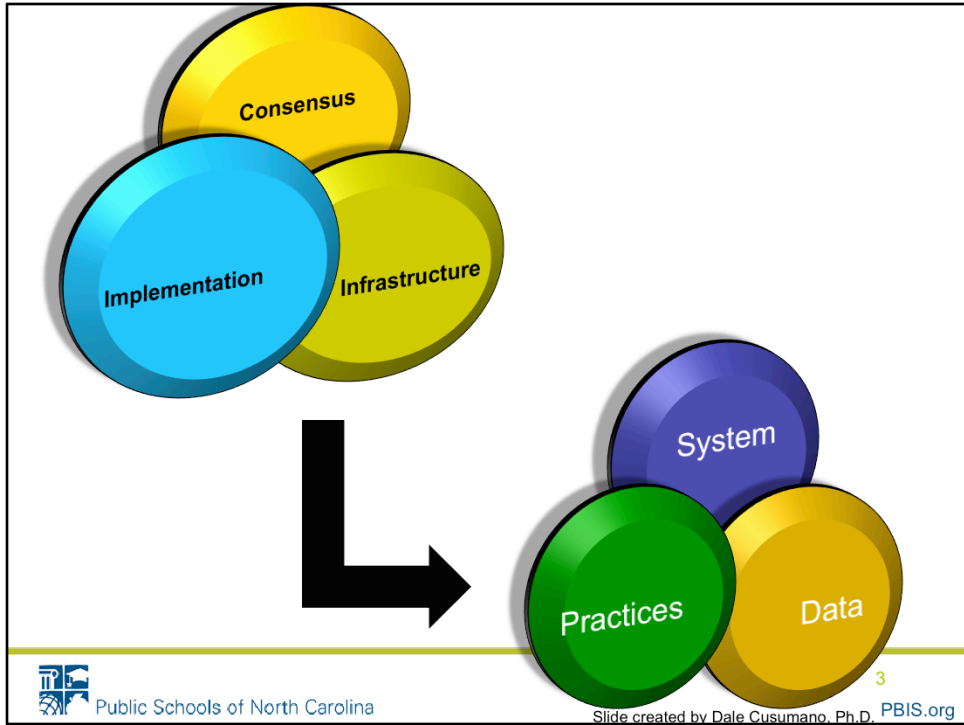 Consensus
Implementation
Infrastructure
System
Practices
Data
3
Public Schools of North Carolina
Slide created by Dale Cusumano, Ph.D.
PBIS.org